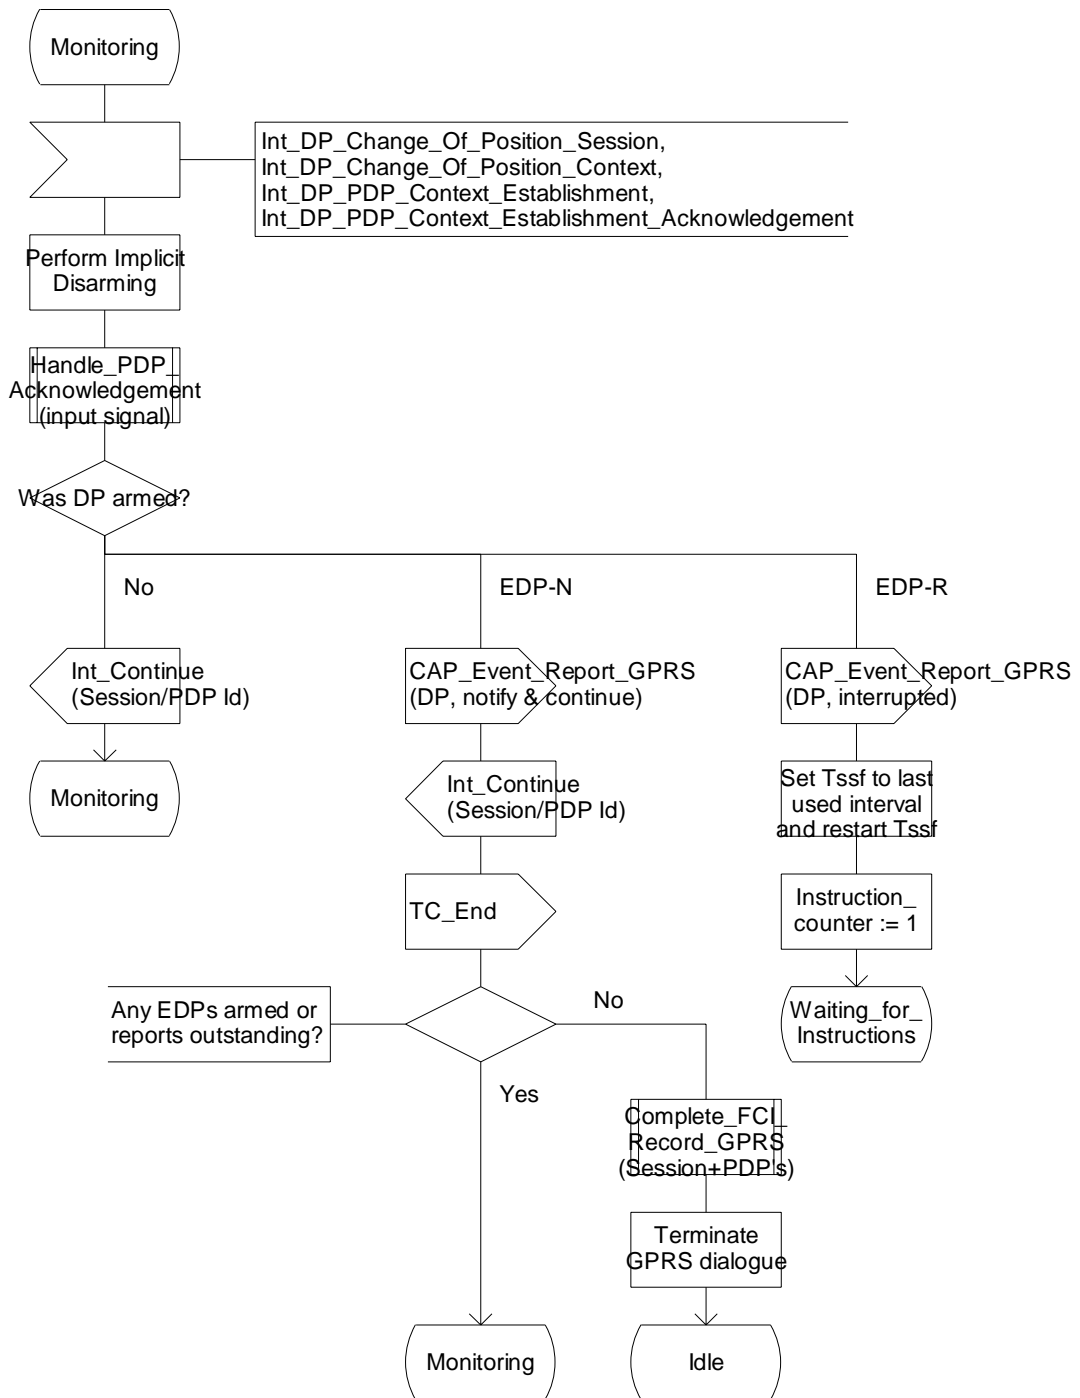 Monitoring
Int_DP_Change_Of_Position_Session,
Int_DP_Change_Of_Position_Context,
Int_DP_PDP_Context_Establishment,
Int_DP_PDP_Context_Establishment_Acknowledgement
Perform Implicit
Disarming
Handle_PDP_
Acknowledgement
(input signal)
Was DP armed?
No
EDP-N
EDP-R
Int_Continue
(Session/PDP Id)
CAP_Event_Report_GPRS
(DP, notify & continue)
CAP_Event_Report_GPRS
(DP, interrupted)
Monitoring
Int_Continue
(Session/PDP Id)
Set Tssf to last
used interval
and restart Tssf
TC_End
Instruction_
counter := 1
Any EDPs armed or
reports outstanding?
No
Yes
Waiting_for_
Instructions
Complete_FCI_
Record_GPRS
(Session+PDP's)
Terminate
GPRS dialogue
Monitoring
Idle